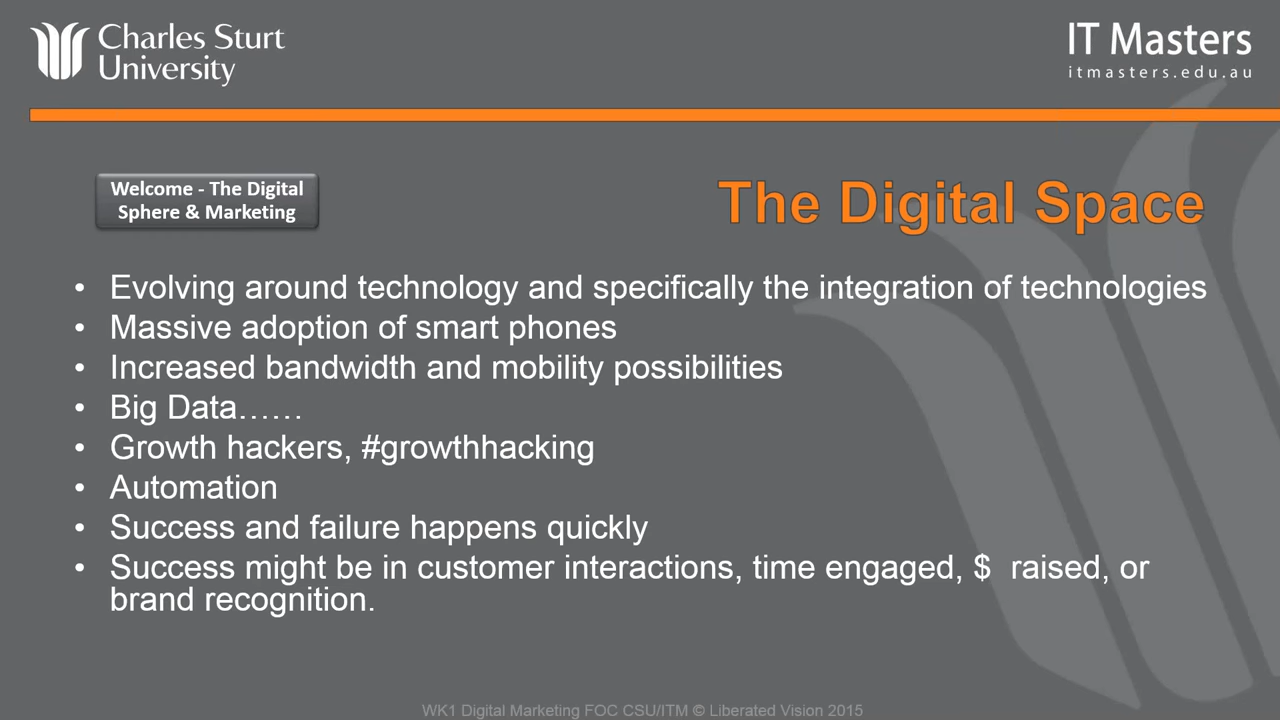 Charles Sturt
University
IT Masters
itmasters.edu.au
Welcome - The Digital
Sphere & Marketing
The Digital Space
• Evolving around technology and specifically the integration of technologies
• Massive adoption of smart phones
• Increased bandwidth and mobility possibilities
• Big Data......
• Growth hackers, #growthhacking
• Automation
• Success and failure happens quickly
• Success might be in customer interactions, time engaged, $  raised, or
brand recognition.
WK1 Digital Marketing FOC CSU/ITM © Liberated Vision 2015